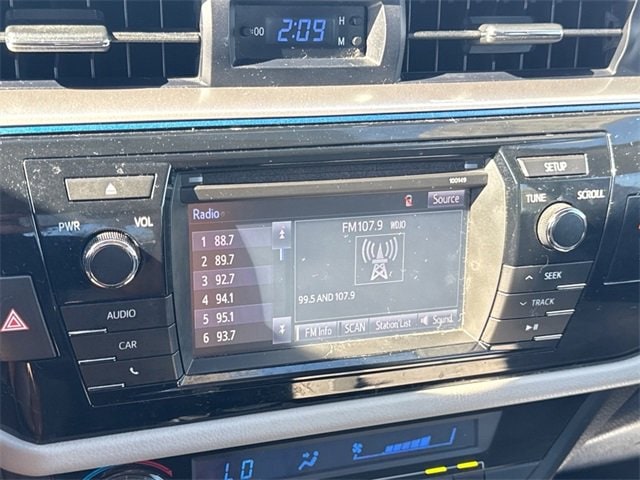 :00 2:09 H
M
100149
SETUP
PWR VOL
TUNE SCROLL
Radio
Source
FM107.9 WDJO
1 88.7
2 89.7
3 92.7
4 94.1
5 95.1
6 93.7
99.5 AND 107.9
FM Info SCAN Station List Sound
AUDIO
CAR
SEEK
TRACK
LO